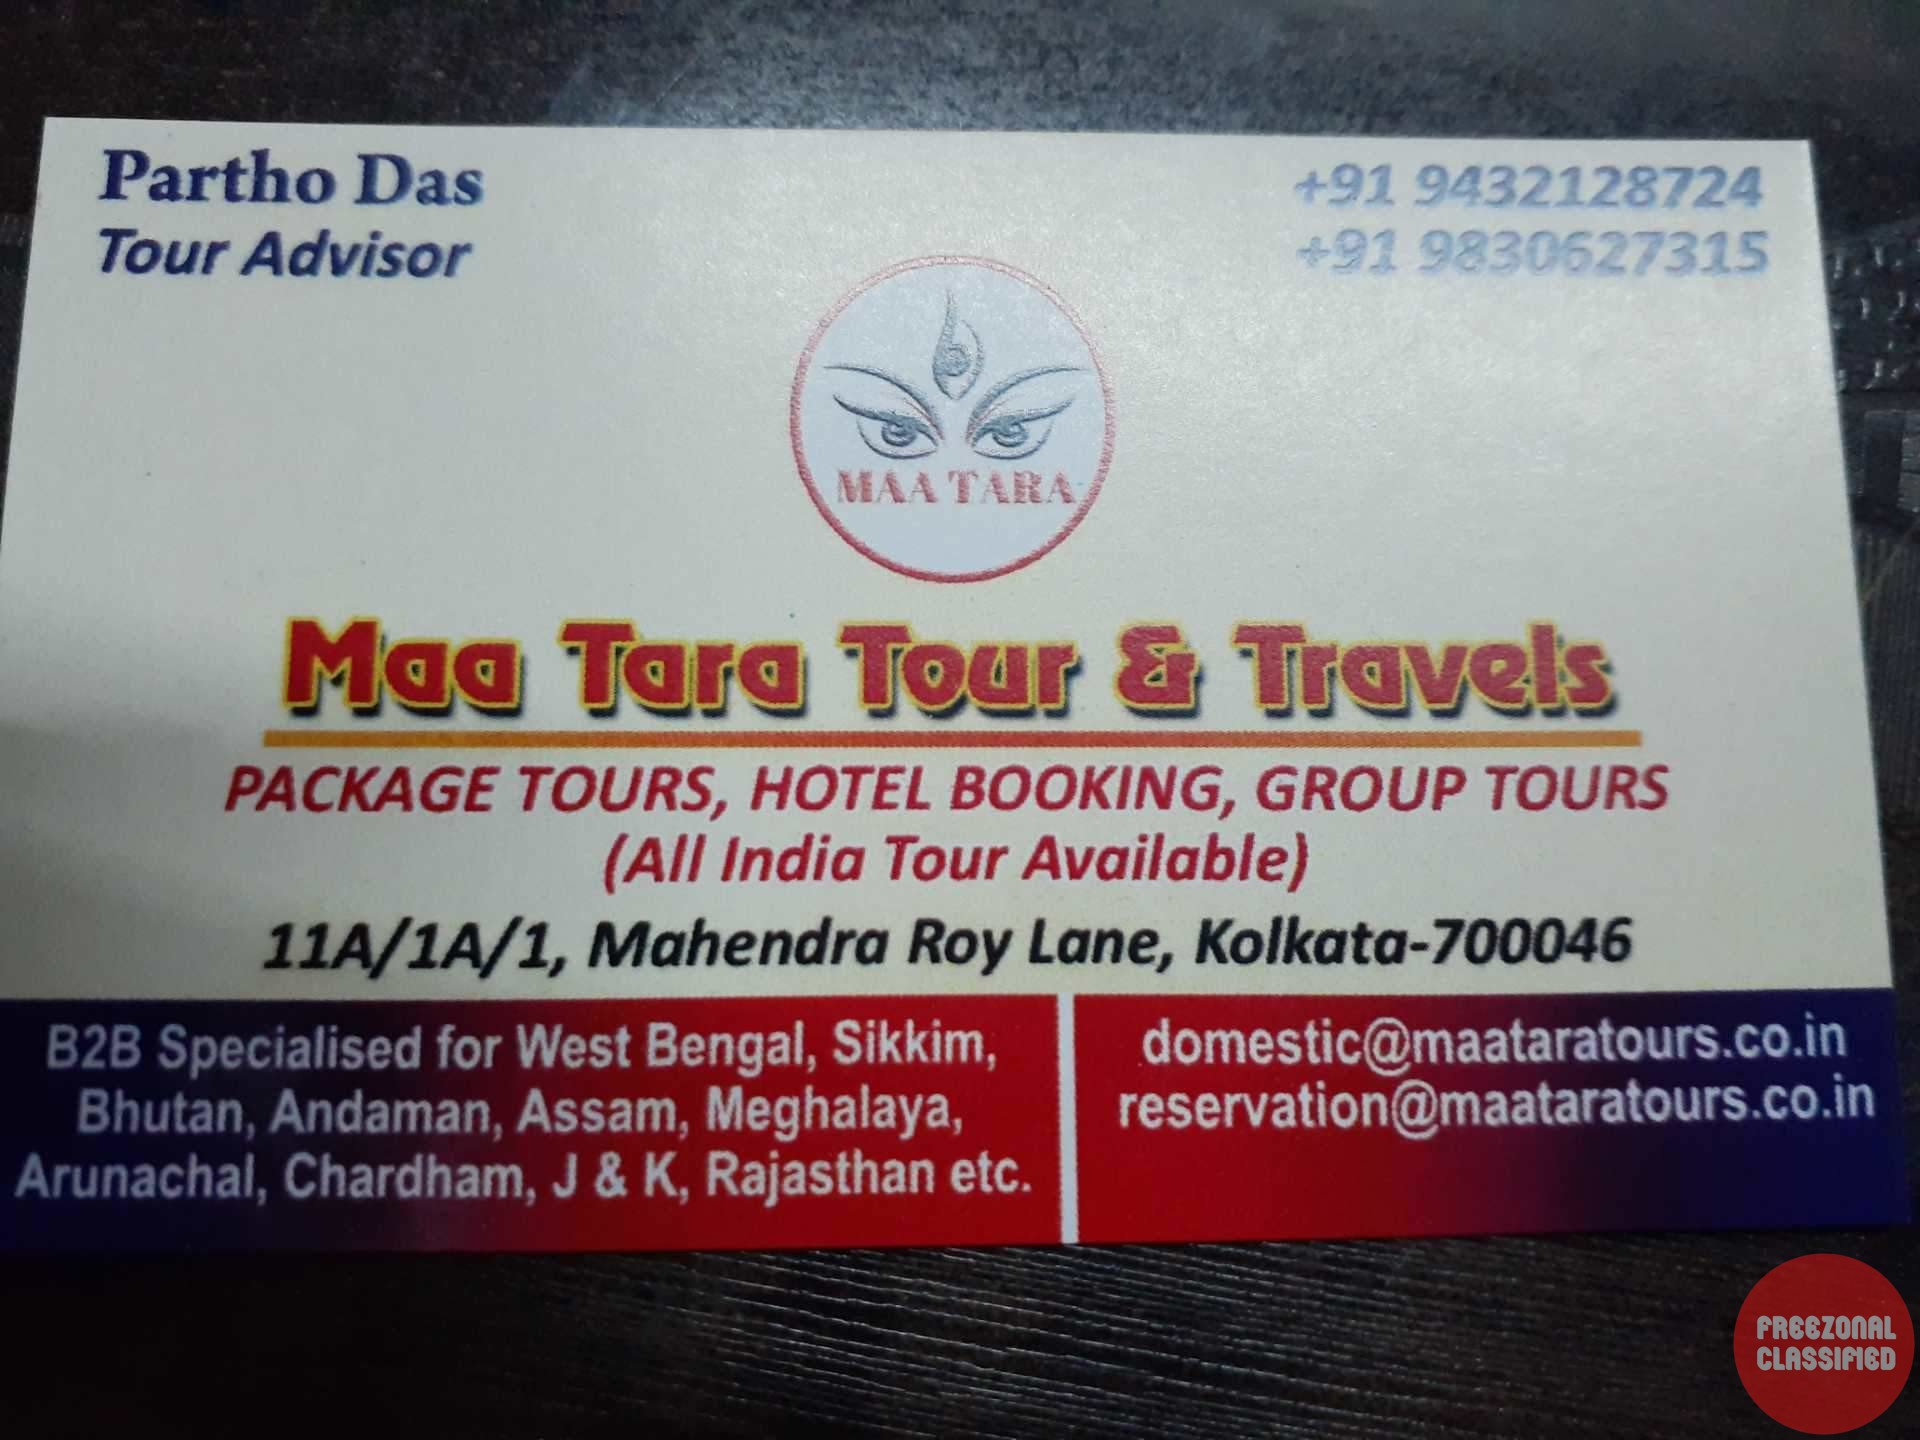 Partho Das
Tour Advisor
+91 9432128724
+91 9830627315
MAA TARA
Maa Tara Tour & Travels
PACKAGE TOURS, HOTEL BOOKING, GROUP TOURS
(All India Tour Available)
11A/1A/1, Mahendra Roy Lane, Kolkata-700046
B2B Specialised for West Bengal, Sikkim,
Bhutan, Andaman, Assam, Meghalaya,
Arunachal, Chardham, J & K, Rajasthan etc.
domestic@maataratours.co.in
reservation@maataratours.co.in
FREEZONAL
CLASSIFIED